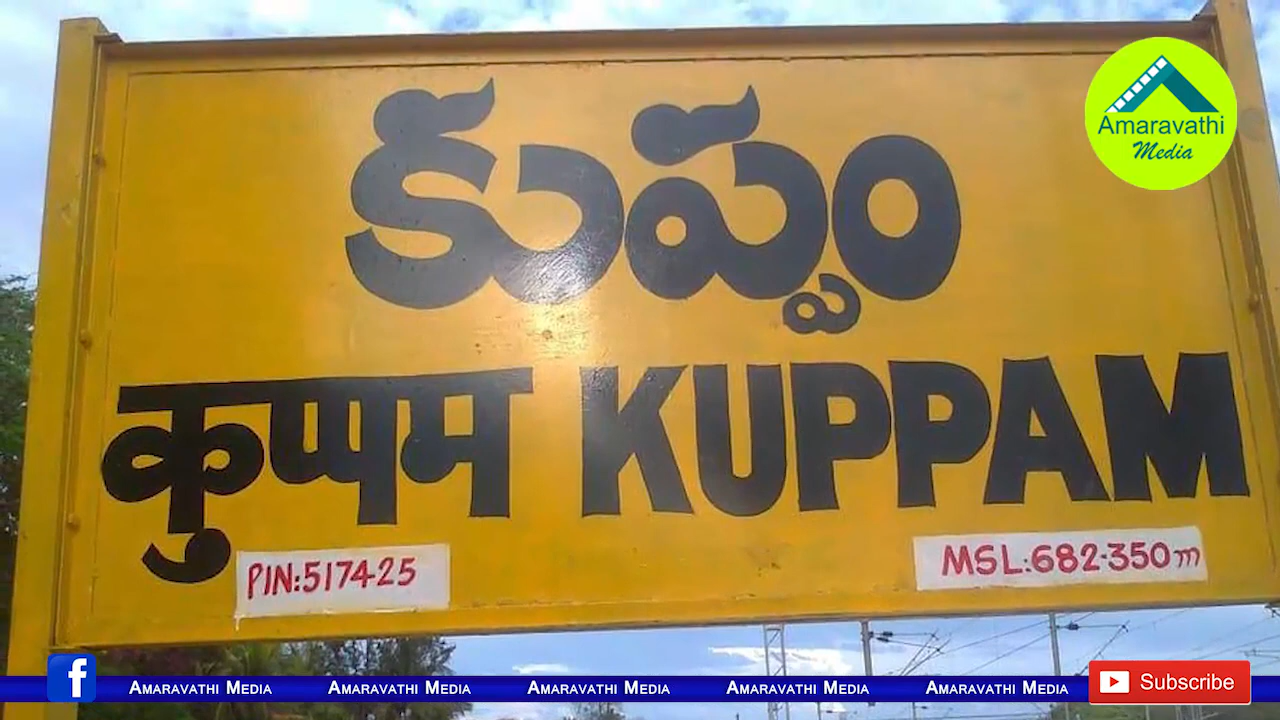 కుప్పం
कुप्पम KUPPAM
PIN:517425
MSL:682-350m
Amaravathi
Media
f AMARAVATHI MEDIA AMARAVATHI MEDIA AMARAVATHI MEDIA AMARAVATHI MEDIA AMARAVATHI MEDIA Subscribe